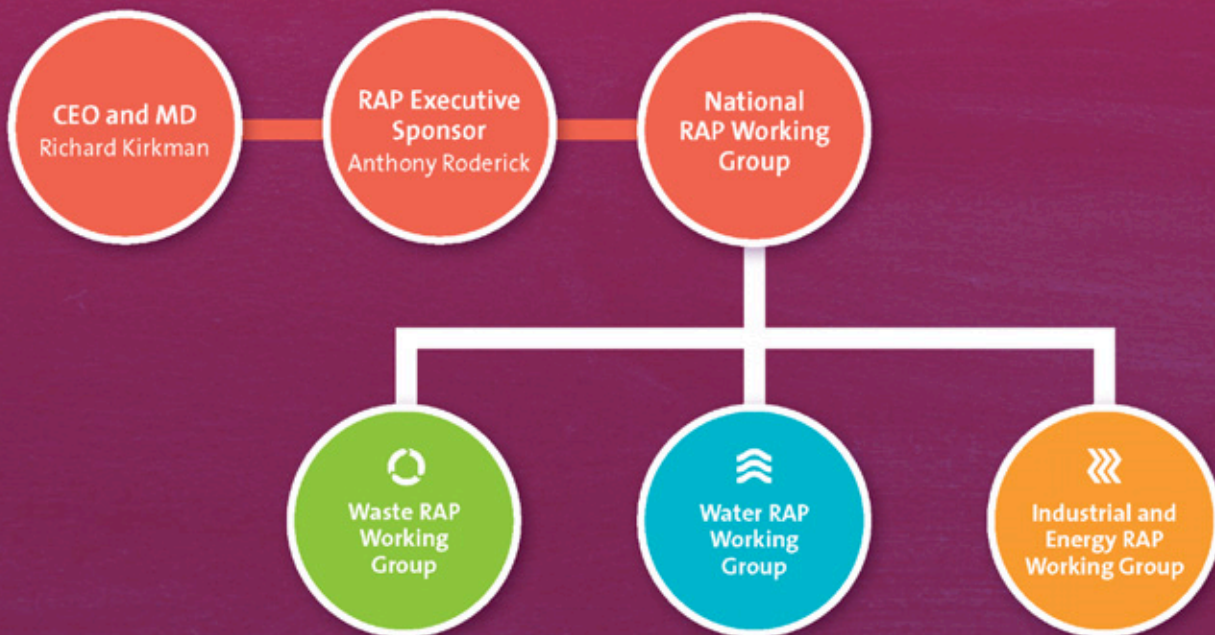 CEO and MD
Richard Kirkman
RAP Executive
Sponsor
Anthony Roderick
National
RAP Working
Group
Waste RAP
Working
Group
Water RAP
Working
Group
Industrial and
Energy RAP
Working Group